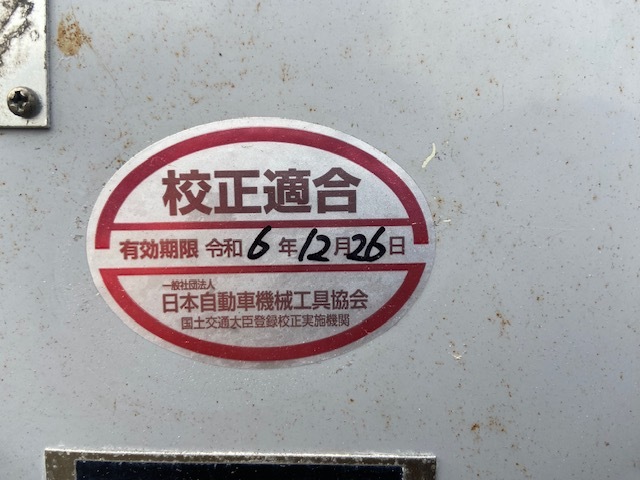 校正適合
有効期限 令和 6 年 12 月 26 日
一般社団法人
日本自動車機械工具協会
国土交通大臣登録校正実施機関